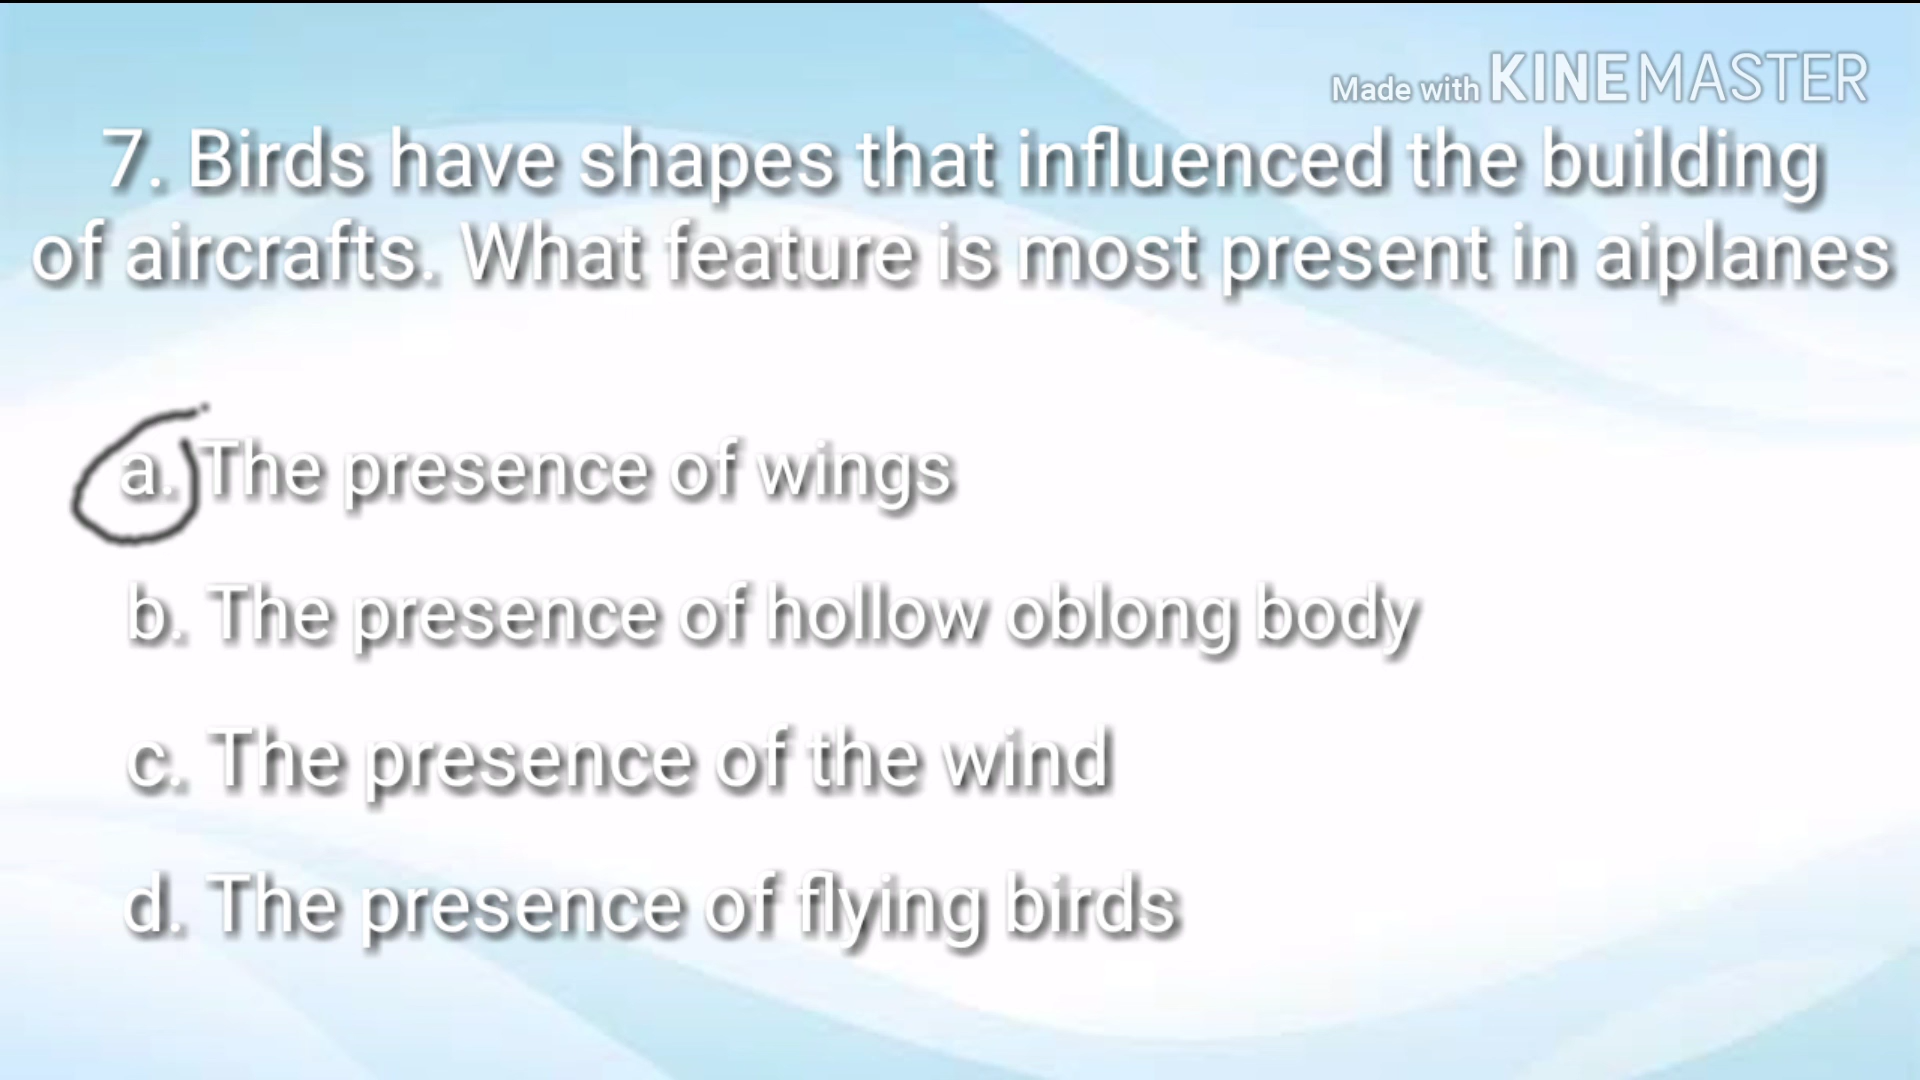 Made with KINEMASTER
7. Birds have shapes that influenced the building
of aircrafts. What feature is most present in aiplanes
a. The presence of wings
b. The presence of hollow oblong body
c. The presence of the wind
d. The presence of flying birds